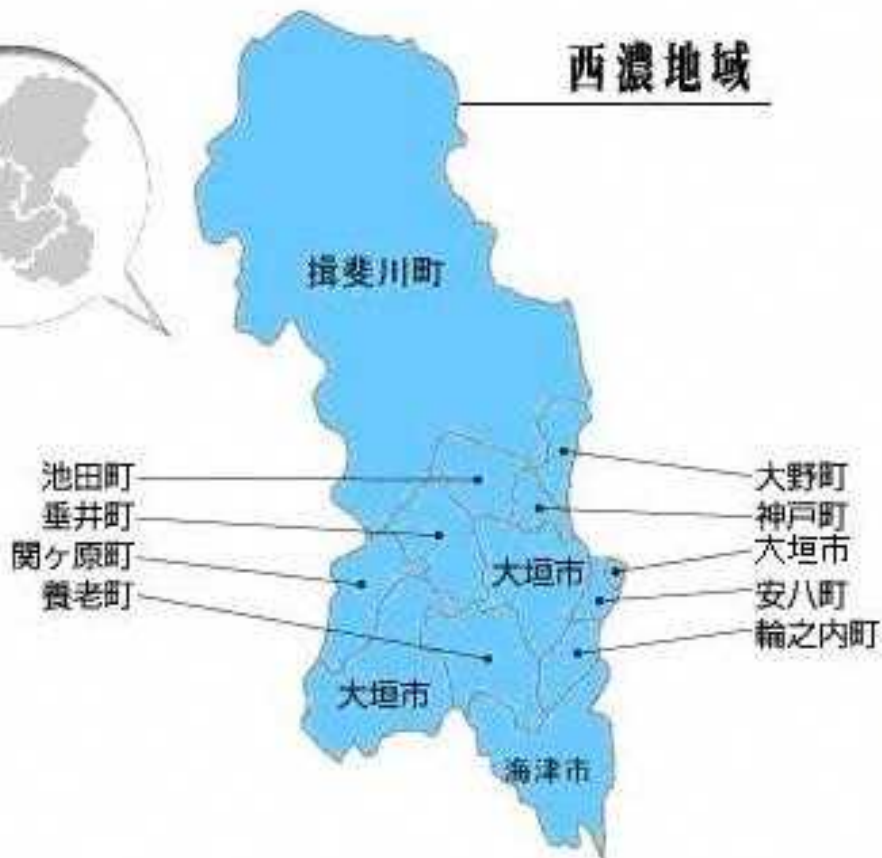 西濃地域
揖斐川町
池田町
垂井町
関ヶ原町
養老町
大野町
神戸町
大垣市
安八町
輪之内町
大垣市
大垣市
海津市